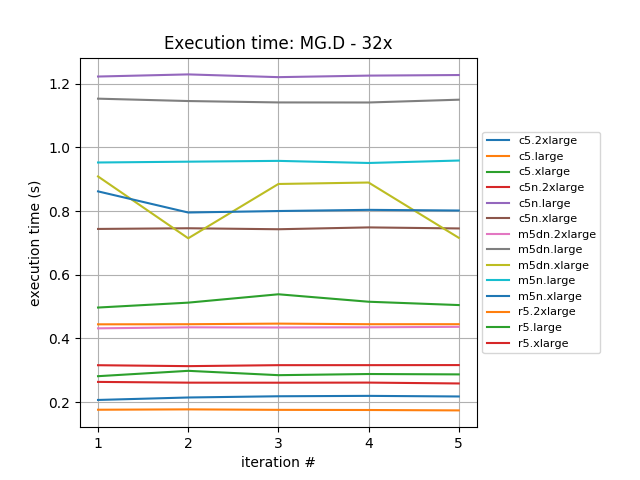 Execution time: MG.D - 32x
execution time (s)
1.2
1.0
0.8
0.6
0.4
0.2
1 2 3 4 5
iteration #
c5.2xlarge
c5.large
c5.xlarge
c5n.2xlarge
c5n.large
c5n.xlarge
m5dn.2xlarge
m5dn.large
m5dn.xlarge
m5n.large
m5n.xlarge
r5.2xlarge
r5.large
r5.xlarge